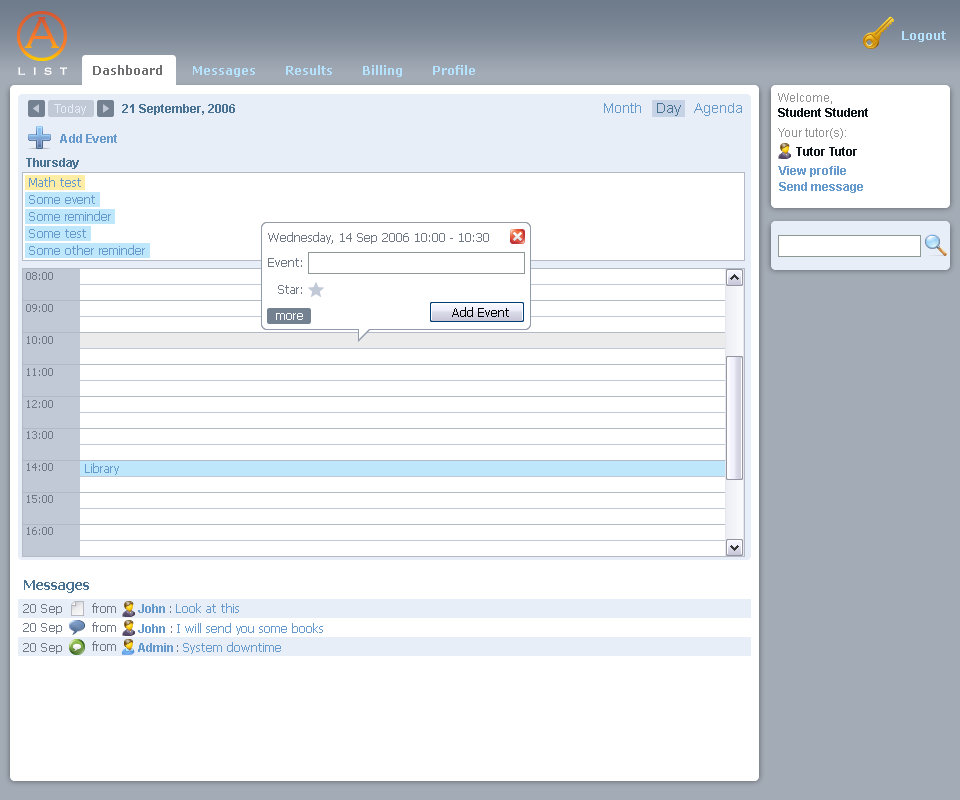 A
LIST
Dashboard Messages Results Billing Profile
Logout
Today 21 September, 2006 Month Day Agenda
Add Event
Thursday
Math test
Some event
Some reminder
Some test
Some other reminder
Wednesday, 14 Sep 2006 10:00 - 10:30
Event:
Star:
more Add Event
08:00
09:00
10:00
11:00
12:00
13:00
14:00 Library
15:00
16:00
Messages
20 Sep from John : Look at this
20 Sep from John : I will send you some books
20 Sep from Admin : System downtime
Welcome,
Student Student
Your tutor(s):
Tutor Tutor
View profile
Send message